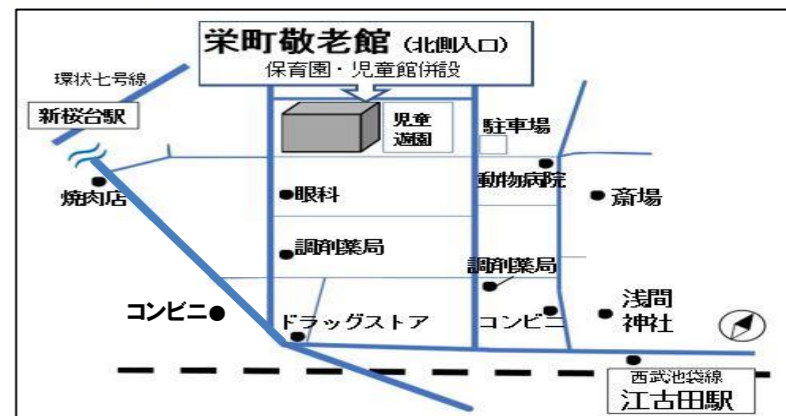 栄町敬老館 (北側入口)
保育園・児童館併設
環状七号線
新桜台駅
児童
遊園
駐車場
動物病院
焼肉店
眼科
斎場
調剤薬局
調剤薬局
コンビニ
ドラッグストア
コンビニ
浅間
神社
西武池袋線
江古田駅